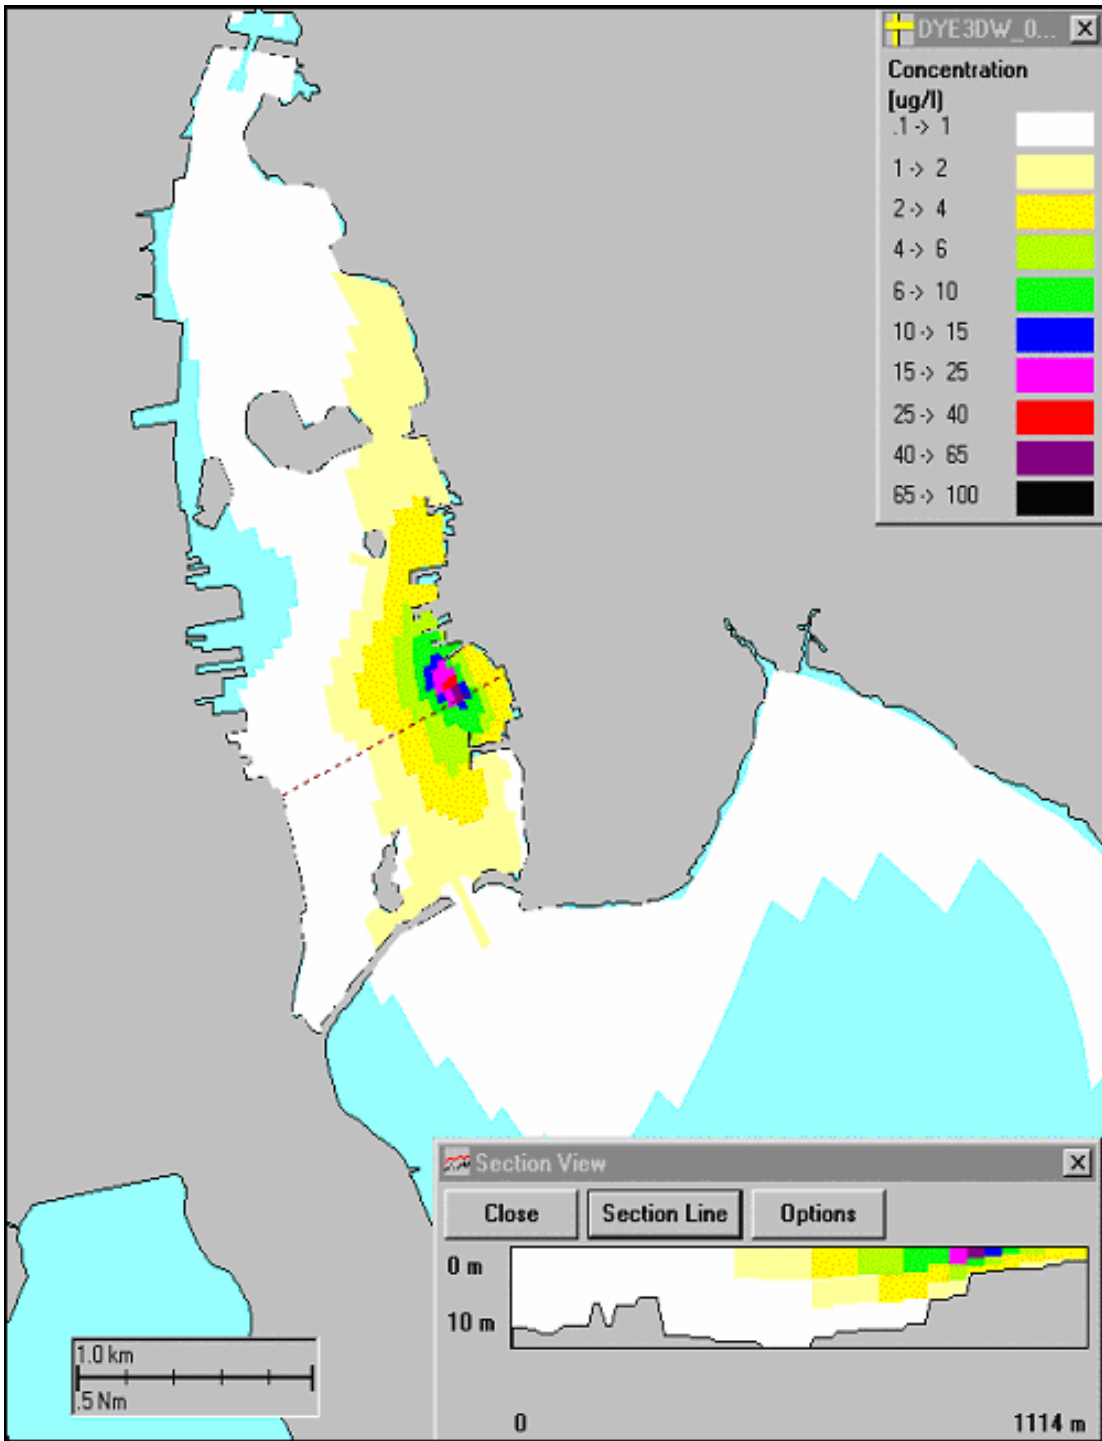 DYE3DW_0...
Concentration
[ug/l)
.1-> 1
1-> 2
2-> 4
4-> 6
6-> 10
10-> 15
15-> 25
25-> 40
40-> 65
65-> 100
Section View
Close Section Line Options
0 m
10 m
0 1114 m
1.0 km
.5 Nm